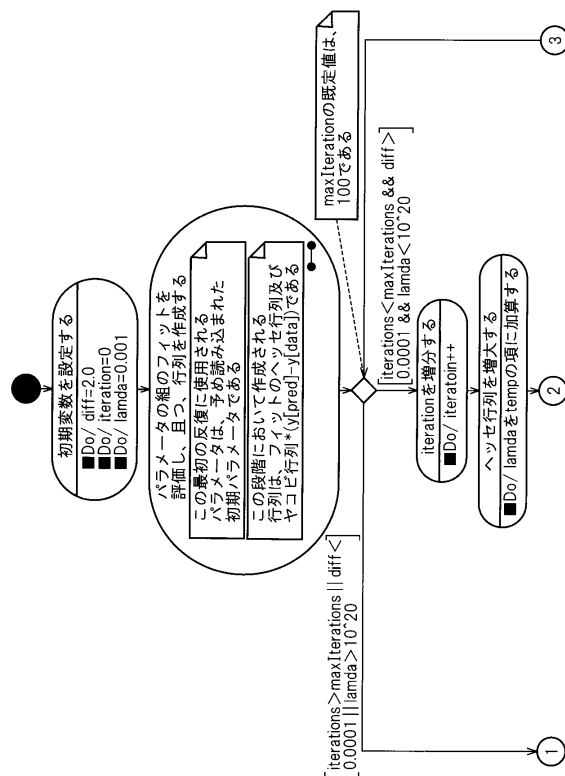 初期変数を設定する
■Do/ diff=2.0
■Do/ iteration=0
■Do/ lamda=0.001
パラメータの組のフィットを
評価し、且つ、行列を作成する
この最初の反復に使用される
パラメータは、予め読み込まれた
初期パラメータである
この段階において作成される
行列は、フィットのヘッセ行列及び
ヤコビ行列*(y[pred]-y[data])である
maxIterationの既定値は、
100である
[iterations>maxIterations || diff<
0.0001 || lamda>10^20]
[iterations<maxIterations && diff>
0.0001 && lamda<10^20]
iterationを増分する
■Do/ iteratoin++
ヘッセ行列を増大する
■Do/ lamdaをtempの項に加算する
1
2
3